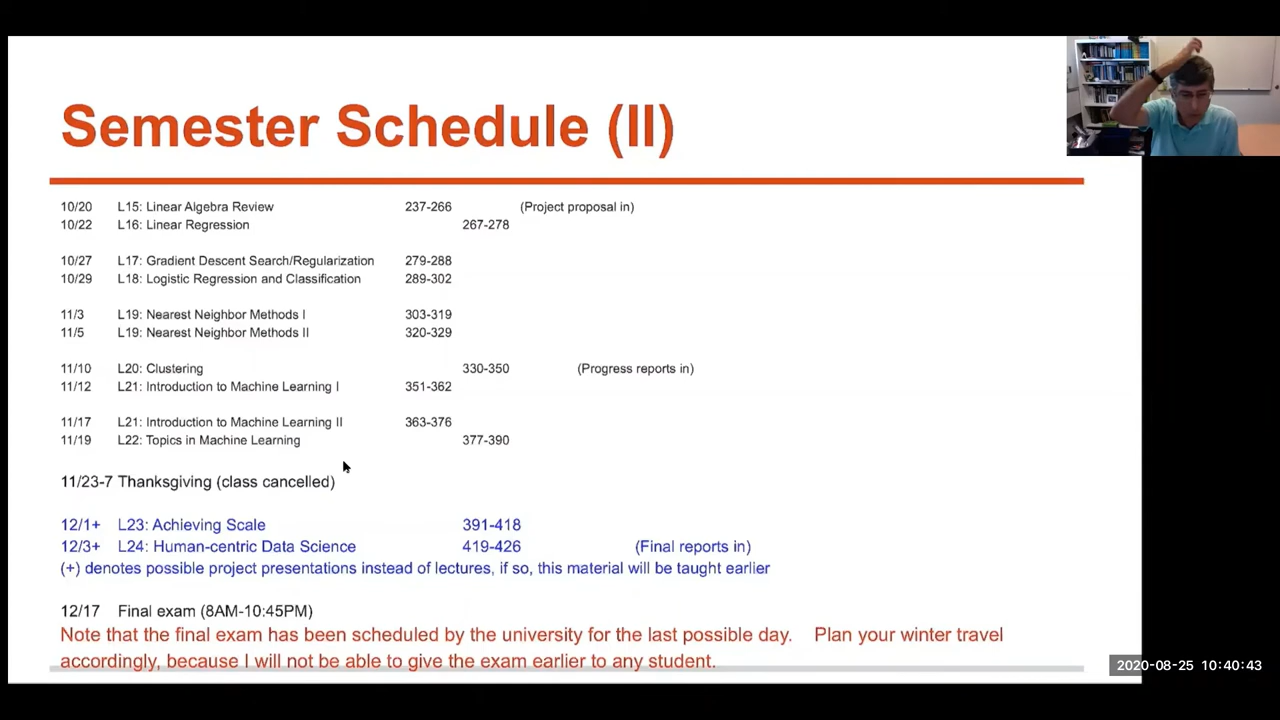 Semester Schedule (II)
10/20 L15: Linear Algebra Review 237-266 (Project proposal in)
10/22 L16: Linear Regression 267-278
10/27 L17: Gradient Descent Search/Regularization 279-288
10/29 L18: Logistic Regression and Classification 289-302
11/3 L19: Nearest Neighbor Methods I 303-319
11/5 L19: Nearest Neighbor Methods II 320-329
11/10 L20: Clustering 330-350 (Progress reports in)
11/12 L21: Introduction to Machine Learning I 351-362
11/17 L21: Introduction to Machine Learning II 363-376
11/19 L22: Topics in Machine Learning 377-390
11/23-7 Thanksgiving (class cancelled)
12/1+ L23: Achieving Scale 391-418
12/3+ L24: Human-centric Data Science 419-426 (Final reports in)
(+) denotes possible project presentations instead of lectures, if so, this material will be taught earlier
12/17 Final exam (8AM-10:45PM)
Note that the final exam has been scheduled by the university for the last possible day. Plan your winter travel
accordingly, because I will not be able to give the exam earlier to any student.
2020-08-25 10:40:43